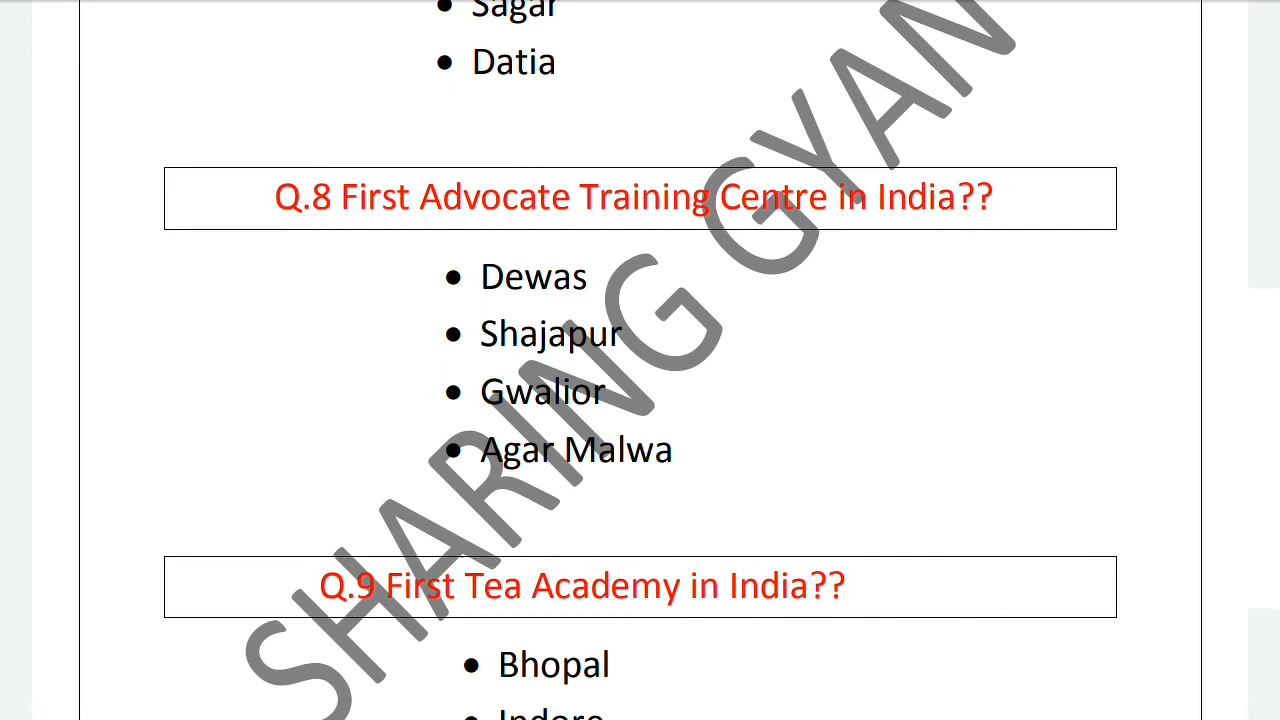 • Sagar
• Datia
Q.8 First Advocate Training Centre in India??
• Dewas
• Shajapur
• Gwalior
• Agar Malwa
Q.9 First Tea Academy in India??
• Bhopal
• Indore
SHARING GYAN